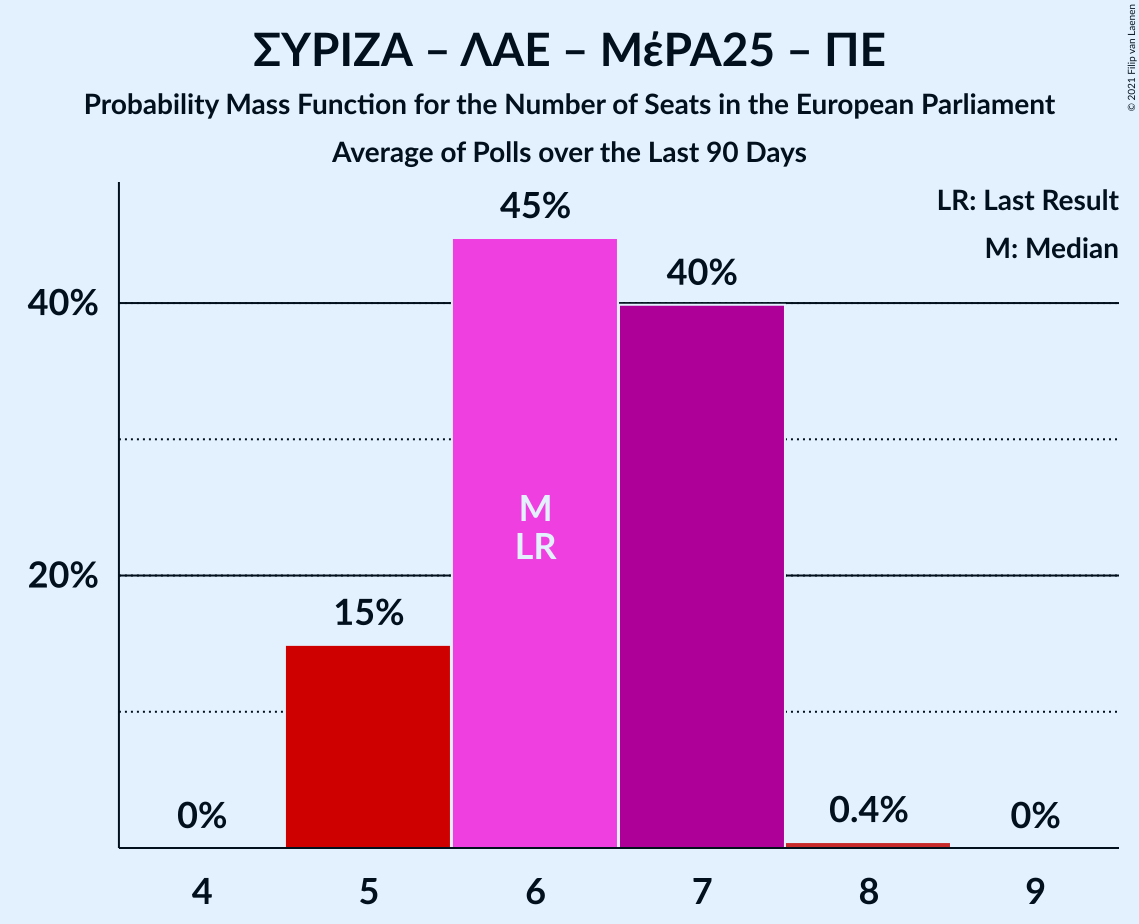 ΣΥΡΙΖΑ – ΛΑΕ – ΜέΡΑ25 – ΠΕ
Probability Mass Function for the Number of Seats in the European Parliament
Average of Polls over the Last 90 Days
© 2021 Filip van Laenen
LR: Last Result
M: Median
45%
40%
40%
M
LR
20%
15%
0%
0.4%
0%
4 5 6 7 8 9